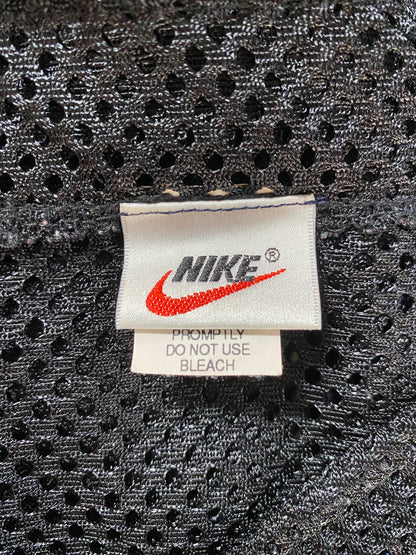 NIKE®
PROMPTLY
DO NOT USE
BLEACH